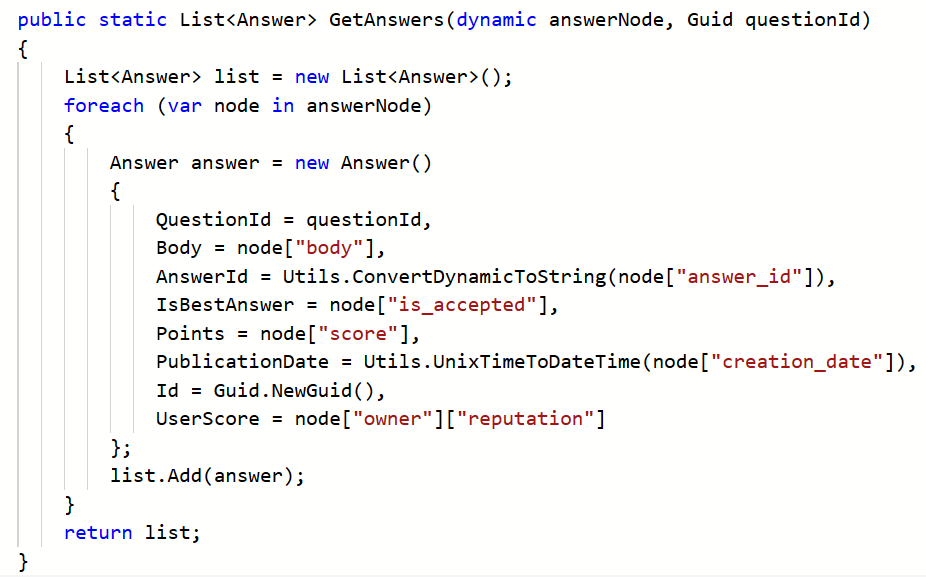 public static List<Answer> GetAnswers(dynamic answerNode, Guid questionId)
{
    List<Answer> list = new List<Answer>();
    foreach (var node in answerNode)
    {
        Answer answer = new Answer()
        {
            QuestionId = questionId,
            Body = node["body"],
            AnswerId = Utils.ConvertDynamicToString(node["answer_id"]),
            IsBestAnswer = node["is_accepted"],
            Points = node["score"],
            PublicationDate = Utils.UnixTimeToDateTime(node["creation_date"]),
            Id = Guid.NewGuid(),
            UserScore = node["owner"]["reputation"]
        };
        list.Add(answer);
    }
    return list;
}